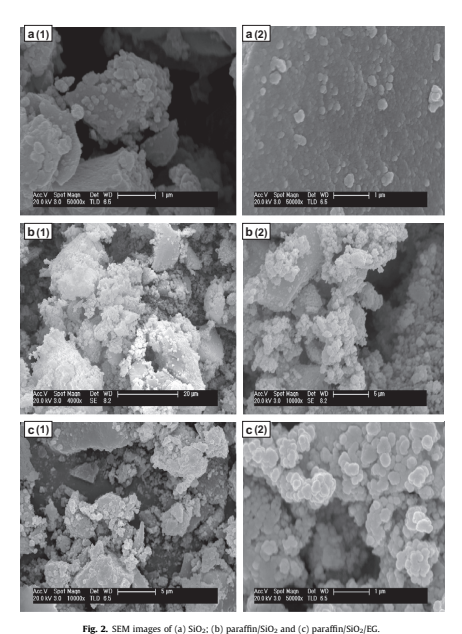 a (1)
a (2)
Acc.V Spot Magn Det WD 1 µm
20.0 kV 3.0 50000x TLD 6.5
Acc.V Spot Magn Det WD 1 µm
20.0 kV 3.0 50000x TLD 6.5
b (1)
b (2)
Acc.V Spot Magn Det WD 20 µm
20.0 kV 3.0 4000x SE 8.2
Acc.V Spot Magn Det WD 5 µm
20.0 kV 3.0 10000x SE 8.2
c (1)
c (2)
Acc.V Spot Magn Det WD 5 µm
20.0 kV 3.0 10000x TLD 6.5
Acc.V Spot Magn Det WD 1 µm
20.0 kV 3.0 50000x TLD 6.5
Fig. 2. SEM images of (a) SiO₂; (b) paraffin/SiO₂ and (c) paraffin/SiO₂/EG.